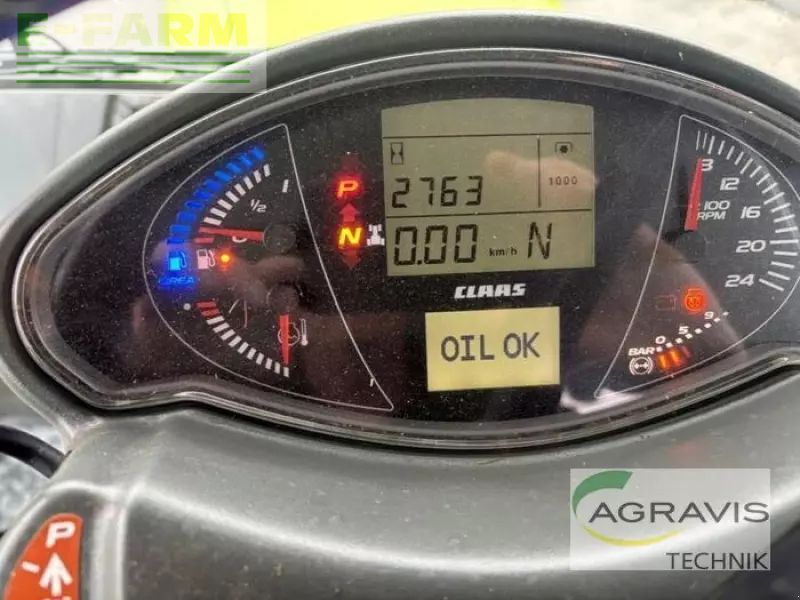 E-FARM
2763
1000
0.00 km/h N
P
N
CLAAS
OIL OK
1/2
1
0
UREA
8
12
16
20
24
x100
RPM
BAR 0 5 9
P
AGRAVIS
TECHNIK